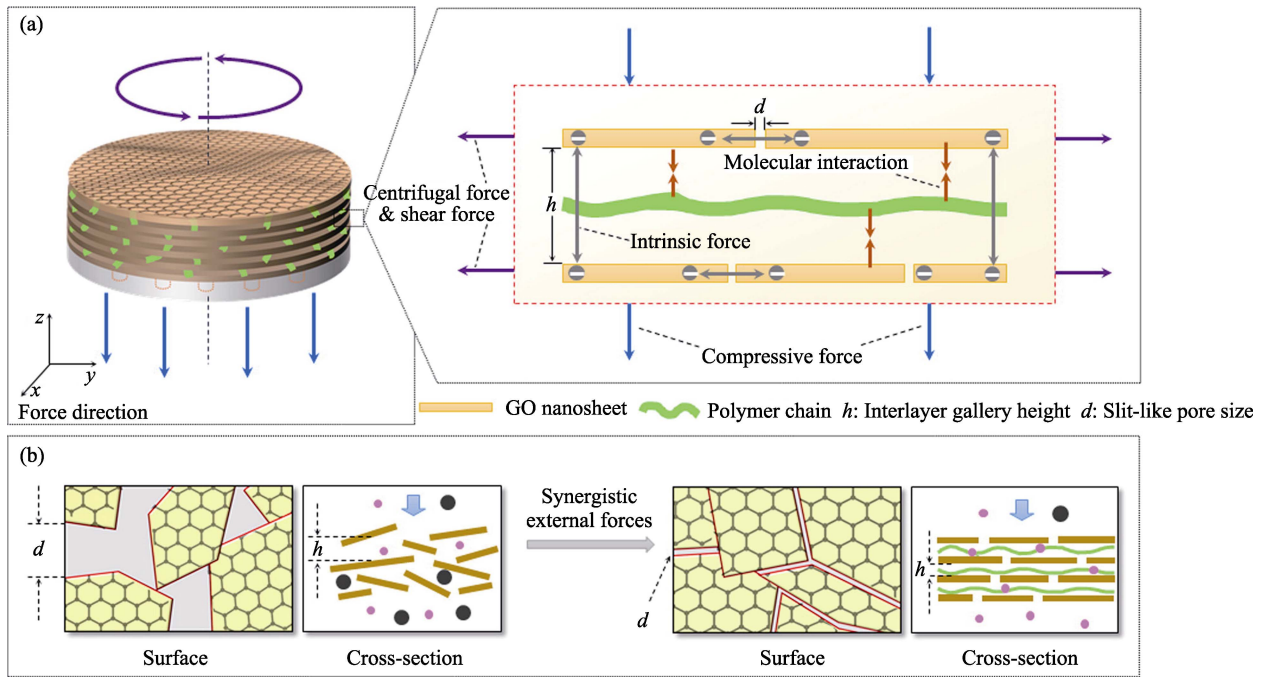 (a)
d
Molecular interaction
Centrifugal force
& shear force
h
Intrinsic force
Compressive force
z
y
x
Force direction
GO nanosheet
Polymer chain
h: Interlayer gallery height
d: Slit-like pore size
(b)
d
h
Synergistic
external forces
d
h
Surface
Cross-section
Surface
Cross-section